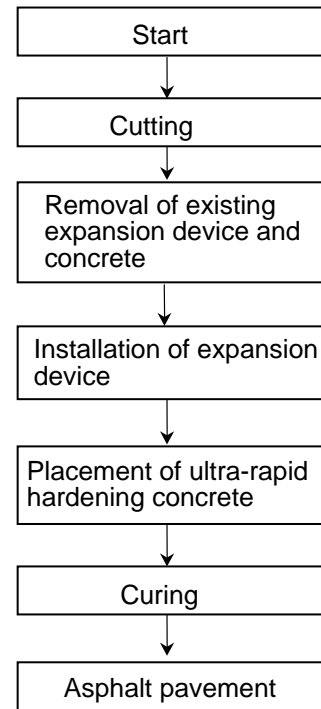 Start
Cutting
Removal of existing
expansion device and
concrete
Installation of expansion
device
Placement of ultra-rapid
hardening concrete
Curing
Asphalt pavement